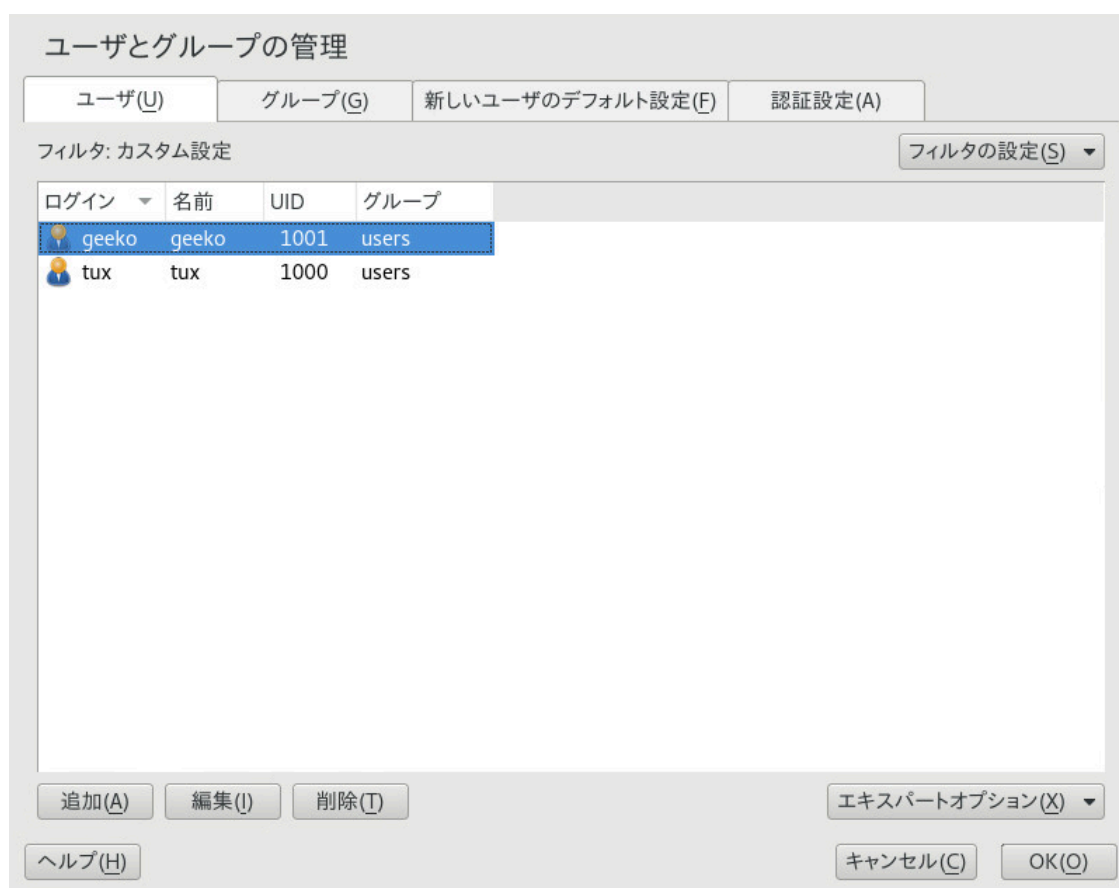 ユーザとグループの管理
ユーザ(U) グループ(G) 新しいユーザのデフォルト設定(F) 認証設定(A)
フィルタ: カスタム設定 フィルタの設定(S)
ログイン 名前 UID グループ
geeko geeko 1001 users
tux tux 1000 users
追加(A) 編集(I) 削除(T) エキスパートオプション(X)
ヘルプ(H) キャンセル(C) OK(O)